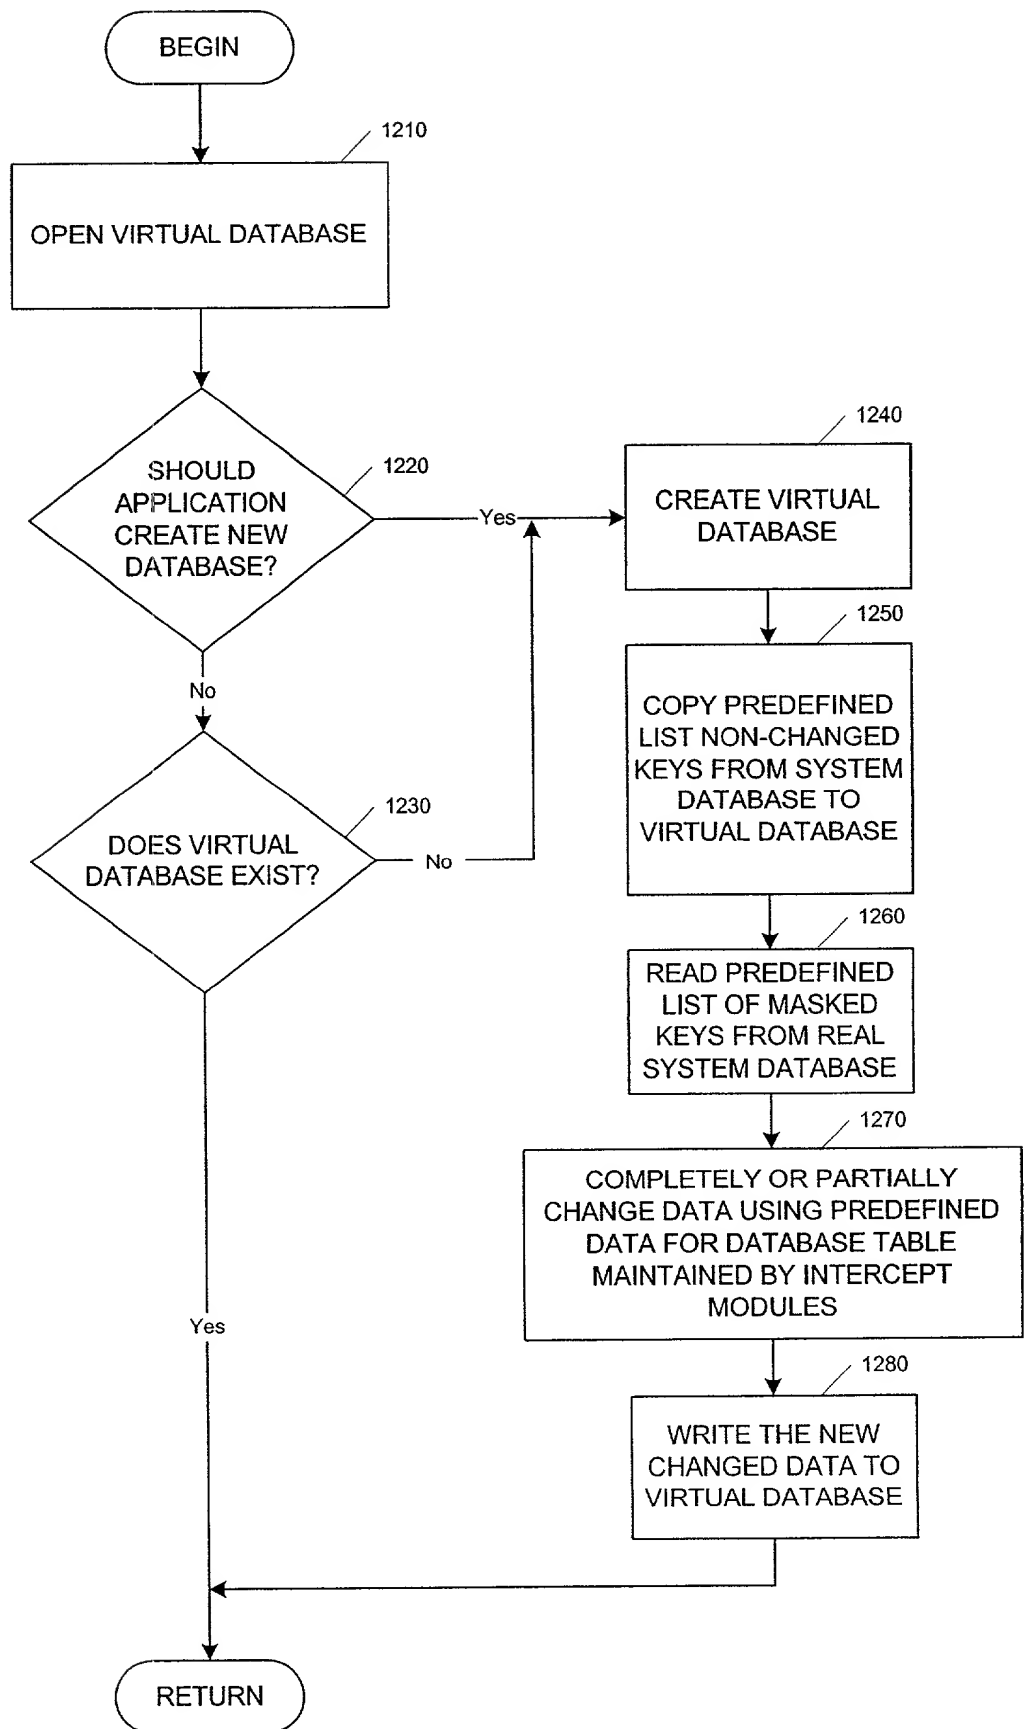 BEGIN
1210
OPEN VIRTUAL DATABASE
1220
SHOULD
APPLICATION
CREATE NEW
DATABASE?
Yes
No
1230
DOES VIRTUAL
DATABASE EXIST?
No
Yes
1240
CREATE VIRTUAL
DATABASE
1250
COPY PREDEFINED
LIST NON-CHANGED
KEYS FROM SYSTEM
DATABASE TO
VIRTUAL DATABASE
1260
READ PREDEFINED
LIST OF MASKED
KEYS FROM REAL
SYSTEM DATABASE
1270
COMPLETELY OR PARTIALLY
CHANGE DATA USING PREDEFINED
DATA FOR DATABASE TABLE
MAINTAINED BY INTERCEPT
MODULES
1280
WRITE THE NEW
CHANGED DATA TO
VIRTUAL DATABASE
RETURN